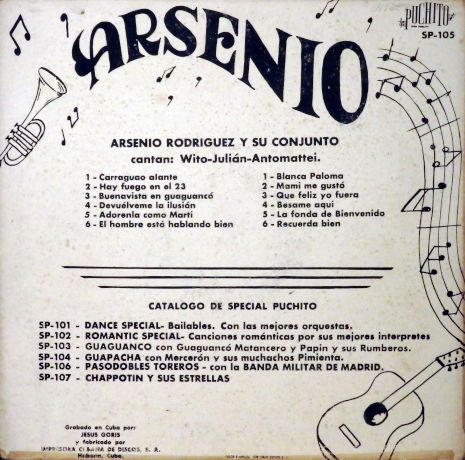 ARSENIO
PUCHITO
SP-105
ARSENIO RODRIGUEZ Y SU CONJUNTO
cantan: Wito-Julián-Antomattei.
1 - Carraguao alante
2 - Hay fuego en el 23
3 - Buenavista en guaguancó
4 - Devuélveme la ilusión
5 - Adorenla como Martí
6 - El hombre está hablando bien
1 - Blanca Paloma
2 - Mami me gustó
3 - Que feliz yo fuera
4 - Besame aqui
5 - La fonda de Bienvenido
6 - Recuerda bien
CATALOGO DE SPECIAL PUCHITO
SP-101 - DANCE SPECIAL- Bailables. Con las mejores orquestas.
SP-102 - ROMANTIC SPECIAL- Canciones románticas por sus mejores interpretes
SP-103 - GUAGUANCO con Guaguancó Matancero y Papin y sus Rumberos.
SP-104 - GUAPACHA con Mercerón y sus muchachos Pimienta.
SP-106 - PASODOBLES TOREROS - con la BANDA MILITAR DE MADRID.
SP-107 - CHAPPOTIN Y SUS ESTRELLAS
Grabado en Cuba por:
JESUS GORIS
y fabricado por
IMPRESORA CUBANA DE DISCOS, S. A.
Habana, Cuba.